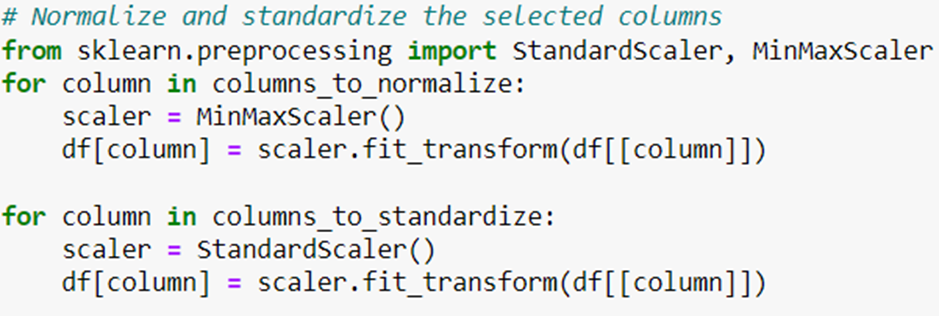 # Normalize and standardize the selected columns
from sklearn.preprocessing import StandardScaler, MinMaxScaler
for column in columns_to_normalize:
    scaler = MinMaxScaler()
    df[column] = scaler.fit_transform(df[[column]])

for column in columns_to_standardize:
    scaler = StandardScaler()
    df[column] = scaler.fit_transform(df[[column]])